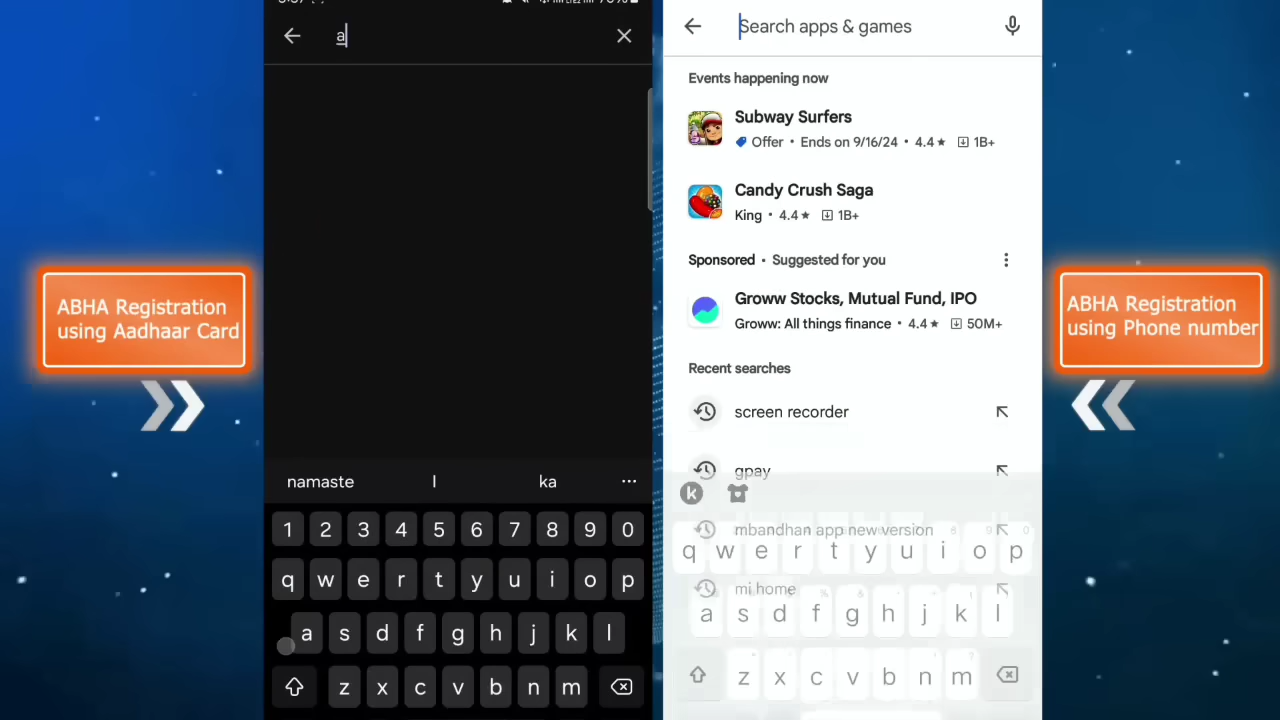 ABHA Registration
using Aadhaar Card
a
namaste
I
ka
1 2 3 4 5 6 7 8 9 0
q w e r t y u i o p
a s d f g h j k l
z x c v b n m
Search apps & games
Events happening now
Subway Surfers
Offer • Ends on 9/16/24 • 4.4★ 1B+
Candy Crush Saga
King • 4.4★ 1B+
Sponsored • Suggested for you
Groww Stocks, Mutual Fund, IPO
Groww: All things finance • 4.4★ 50M+
Recent searches
screen recorder
gpay
k
mbandhan app new version
q w e r t y u i o p
mi home
a s d f g h j k l
z x c v b n m
ABHA Registration
using Phone number